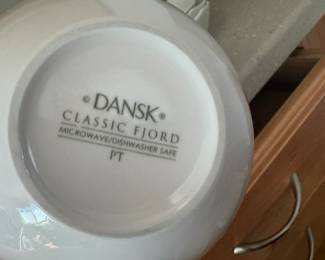 © DANSK®
CLASSIC FJORD
MICROWAVE/DISHWASHER SAFE
PT